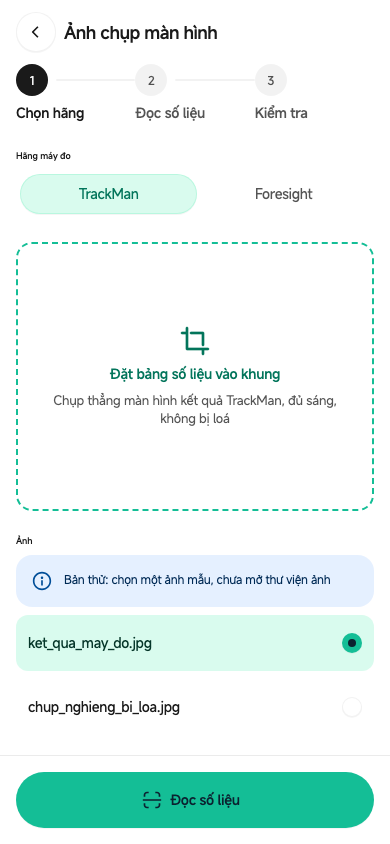 Ảnh chụp màn hình
1
2
3
Chọn hãng
Đọc số liệu
Kiểm tra
Hãng máy đo
TrackMan
Foresight
Đặt bảng số liệu vào khung
Chụp thẳng màn hình kết quả TrackMan, đủ sáng,
không bị loá
Ảnh
Bản thử: chọn một ảnh mẫu, chưa mở thư viện ảnh
ket_qua_may_do.jpg
chup_nghieng_bi_loa.jpg
Đọc số liệu